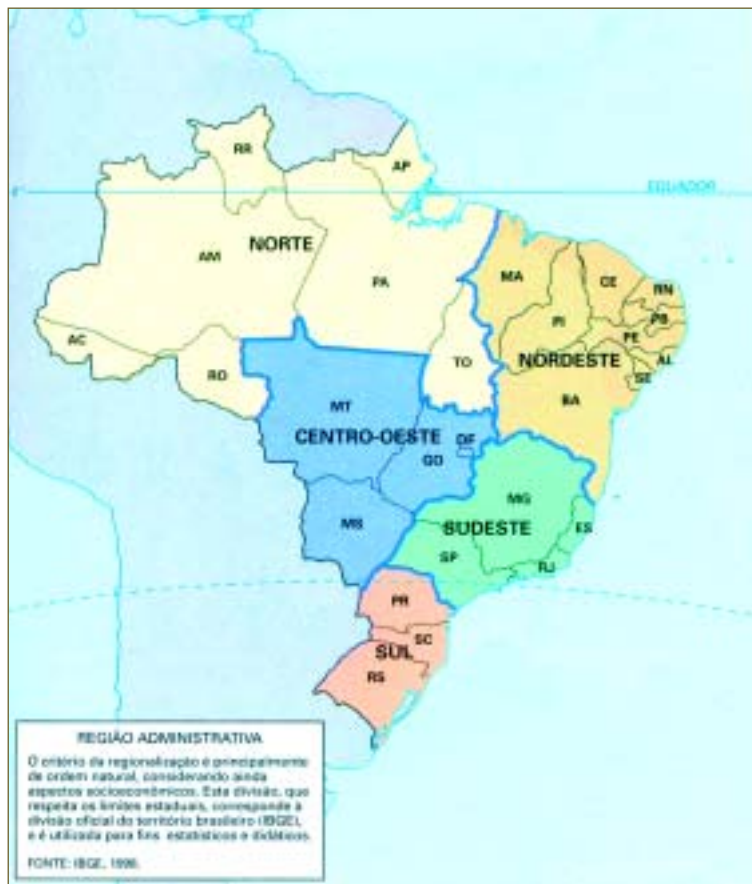 RR
AP
EQUADOR
AM
NORTE
PA
MA
CE
RN
PB
PI
PE
AL
SE
NORDESTE
AC
RO
TO
BA
MT
CENTRO-OESTE
DF
GO
MS
MG
SUDESTE
ES
SP
RJ
PR
SC
SUL
RS
REGIÃO ADMINISTRATIVA
O critério da regionalização é principalmente
de ordem natural, considerando ainda
aspectos socioeconômicos. Esta divisão, que
respeita os limites estaduais, corresponde à
divisão oficial do território brasileiro (IBGE),
e é utilizada para fins estatísticos e didáticos.
FONTE: IBGE,